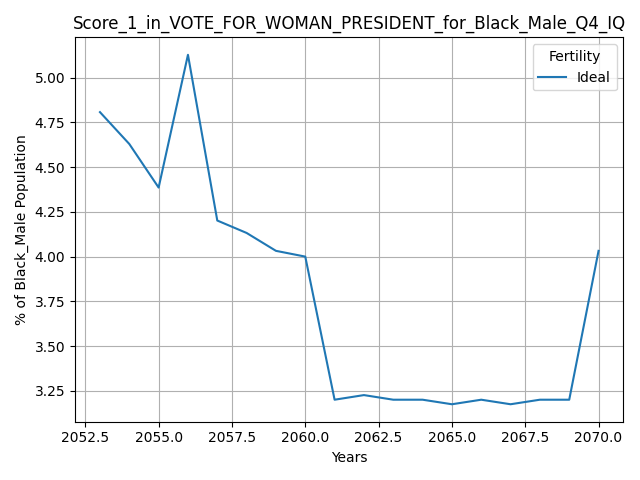 Score_1_in_VOTE_FOR_WOMAN_PRESIDENT_for_Black_Male_Q4_IQ
Fertility
Ideal
% of Black_Male Population
5.00
4.75
4.50
4.25
4.00
3.75
3.50
3.25
2052.5 2055.0 2057.5 2060.0 2062.5 2065.0 2067.5 2070.0
Years